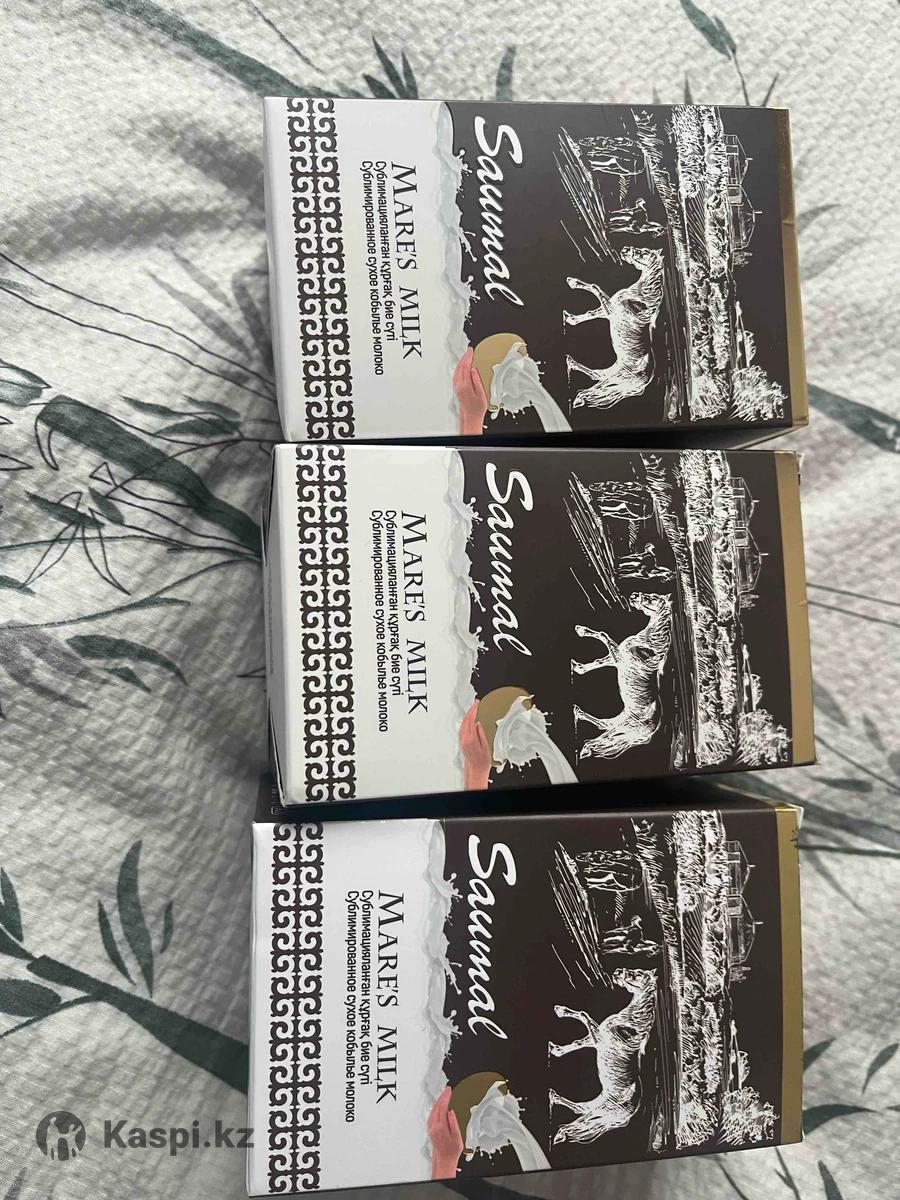 Saumal
MARE'S MILK
Сублимацияланған құрғақ бие сүті
Сублимированное сухое кобылье молоко
Saumal
MARE'S MILK
Сублимацияланған құрғақ бие сүті
Сублимированное сухое кобылье молоко
Saumal
MARE'S MILK
Сублимацияланған құрғақ бие сүті
Сублимированное сухое кобылье молоко
Kaspi.kz